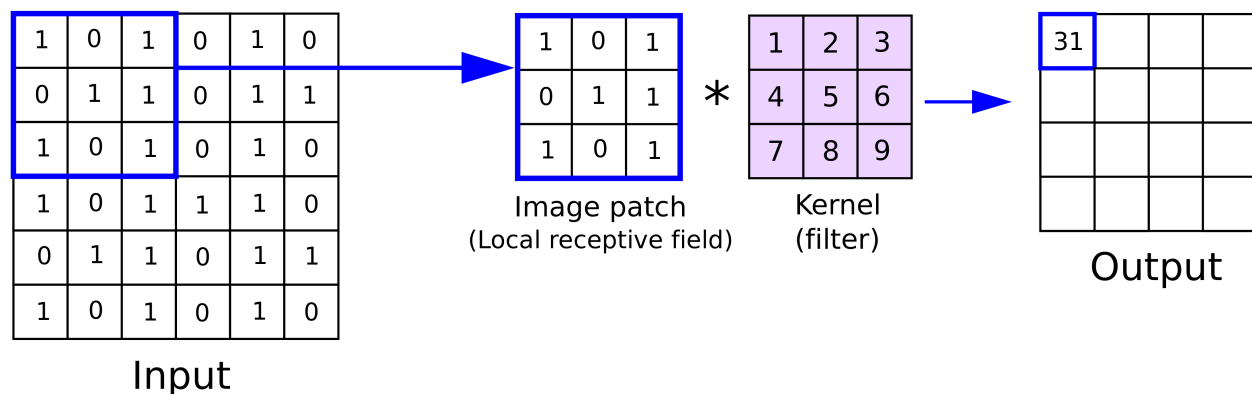 1 0 1 0 1 0
0 1 1 0 1 1
1 0 1 0 1 0
1 0 1 1 1 0
0 1 1 0 1 1
1 0 1 0 1 0
Input
1 0 1
0 1 1
1 0 1
Image patch
(Local receptive field)
*
1 2 3
4 5 6
7 8 9
Kernel
(filter)
31
Output